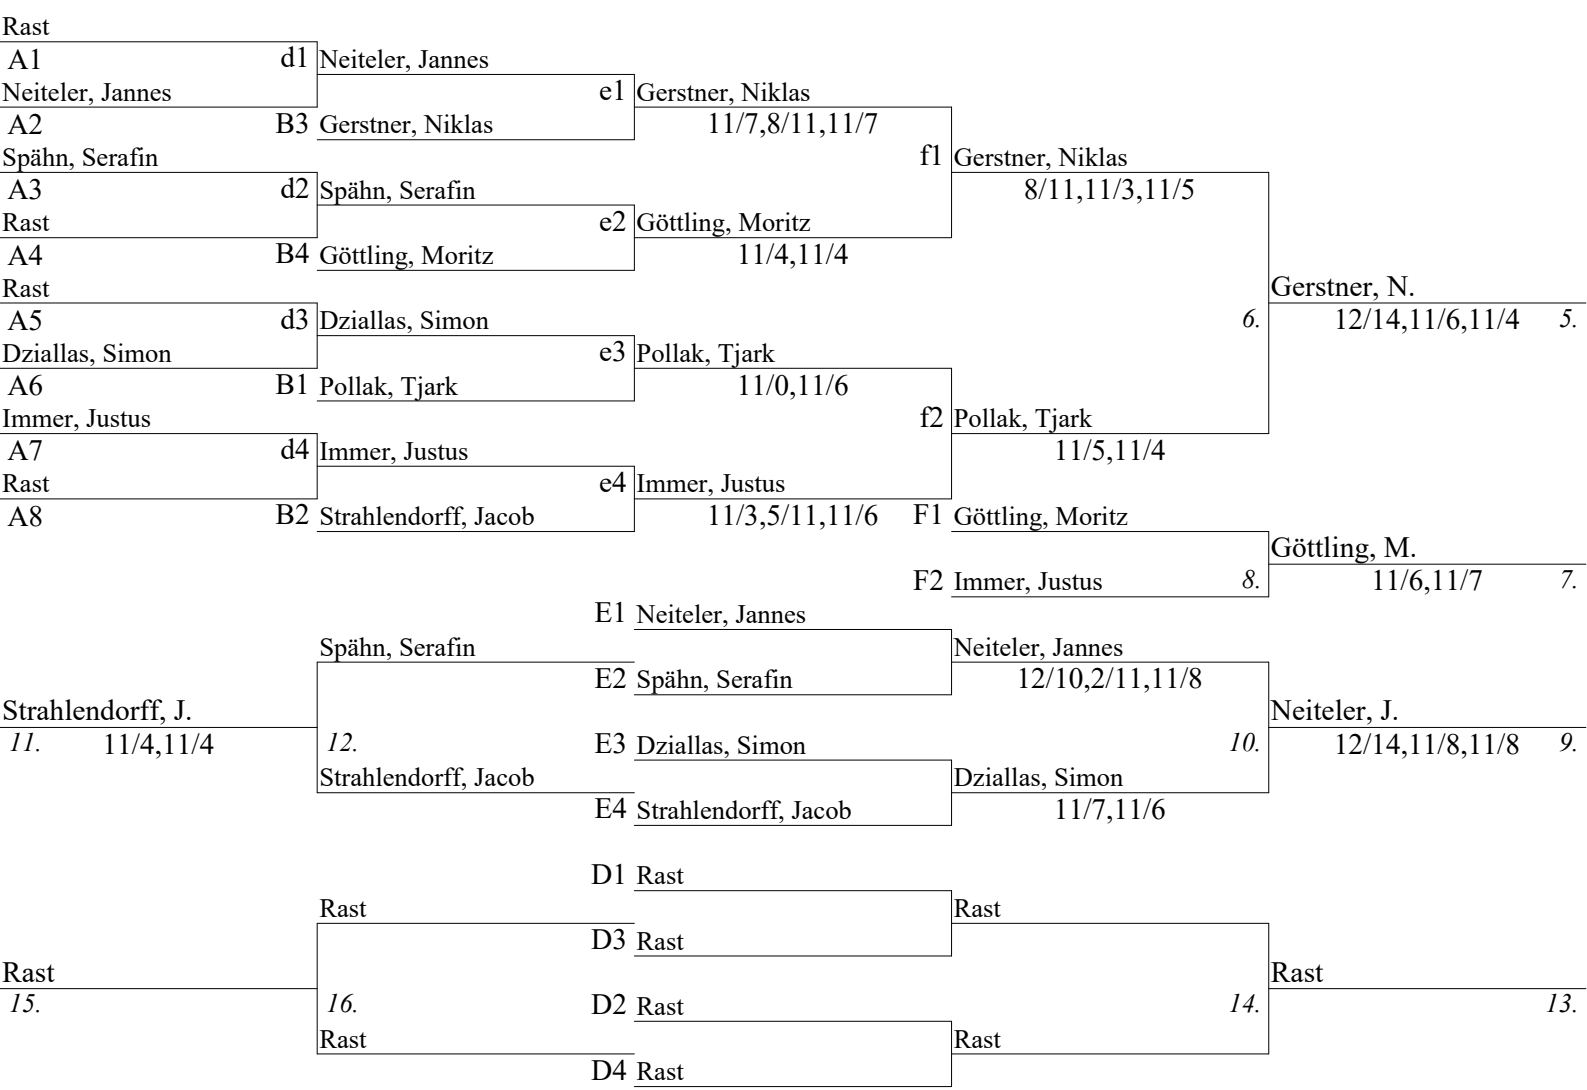 Rast
A1 d1 Neiteler, Jannes
Neiteler, Jannes e1 Gerstner, Niklas
A2 B3 Gerstner, Niklas 11/7,8/11,11/7
Spähn, Serafin f1 Gerstner, Niklas
A3 d2 Spähn, Serafin 8/11,11/3,11/5
Rast e2 Göttling, Moritz
A4 B4 Göttling, Moritz 11/4,11/4
Rast Gerstner, N.
A5 d3 Dziallas, Simon 6. 12/14,11/6,11/4 5.
Dziallas, Simon e3 Pollak, Tjark
A6 B1 Pollak, Tjark 11/0,11/6
Immer, Justus f2 Pollak, Tjark
A7 d4 Immer, Justus 11/5,11/4
Rast e4 Immer, Justus
A8 B2 Strahlendorff, Jacob 11/3,5/11,11/6 F1 Göttling, Moritz
Göttling, M.
F2 Immer, Justus 8. 11/6,11/7 7.
E1 Neiteler, Jannes
Spähn, Serafin Neiteler, Jannes
E2 Spähn, Serafin 12/10,2/11,11/8
Strahlendorff, J. Neiteler, J.
11. 11/4,11/4 12. E3 Dziallas, Simon 10. 12/14,11/8,11/8 9.
Strahlendorff, Jacob Dziallas, Simon
E4 Strahlendorff, Jacob 11/7,11/6
D1 Rast
Rast Rast
D3 Rast
Rast Rast
15. 16. D2 Rast 14. 13.
Rast Rast
D4 Rast